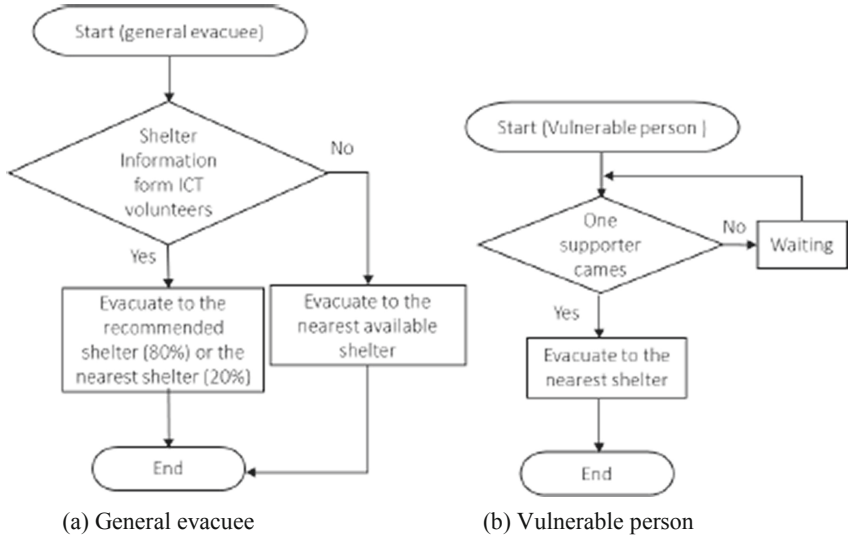 Start (general evacuee)
Shelter
Information
form ICT
volunteers
No
Yes
Evacuate to the
recommended
shelter (80%) or the
nearest shelter (20%)
Evacuate to the
nearest available
shelter
End
(a) General evacuee
Start (Vulnerable person )
One
supporter
cames
No
Waiting
Yes
Evacuate to the
nearest shelter
End
(b) Vulnerable person